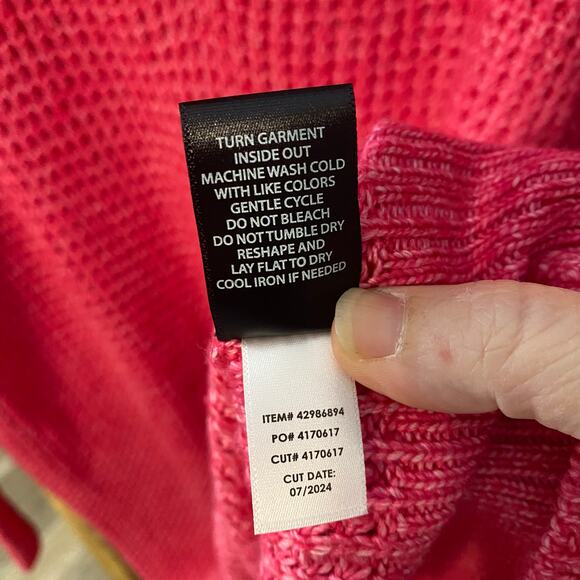 TURN GARMENT
INSIDE OUT
MACHINE WASH COLD
WITH LIKE COLORS
GENTLE CYCLE
DO NOT BLEACH
DO NOT TUMBLE DRY
RESHAPE AND
LAY FLAT TO DRY
COOL IRON IF NEEDED
ITEM# 42986894
PO# 4170617
CUT# 4170617
CUT DATE:
07/2024